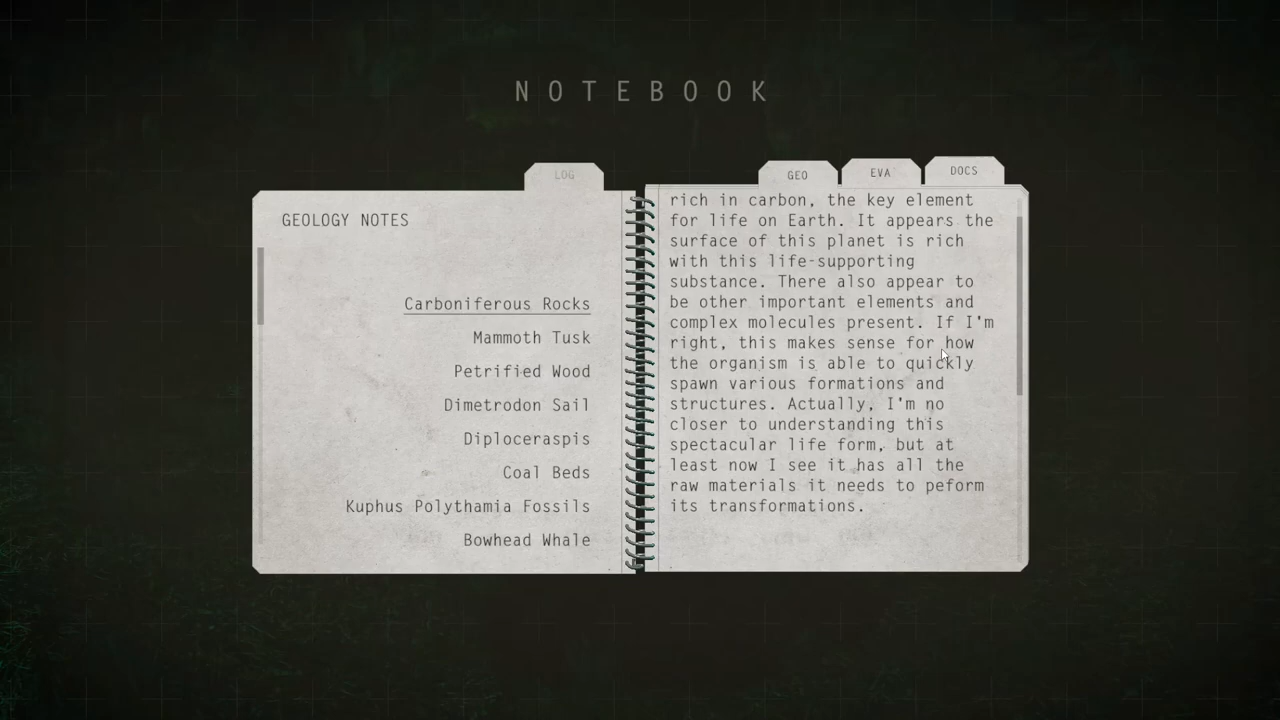 NOTEBOOK
LOG
GEO
EVA
DOCS
GEOLOGY NOTES
Carboniferous Rocks
Mammoth Tusk
Petrified Wood
Dimetrodon Sail
Diploceraspis
Coal Beds
Kuphus Polythamia Fossils
Bowhead Whale
rich in carbon, the key element
for life on Earth. It appears the
surface of this planet is rich
with this life-supporting
substance. There also appear to
be other important elements and
complex molecules present. If I'm
right, this makes sense for how
the organism is able to quickly
spawn various formations and
structures. Actually, I'm no
closer to understanding this
spectacular life form, but at
least now I see it has all the
raw materials it needs to peform
its transformations.